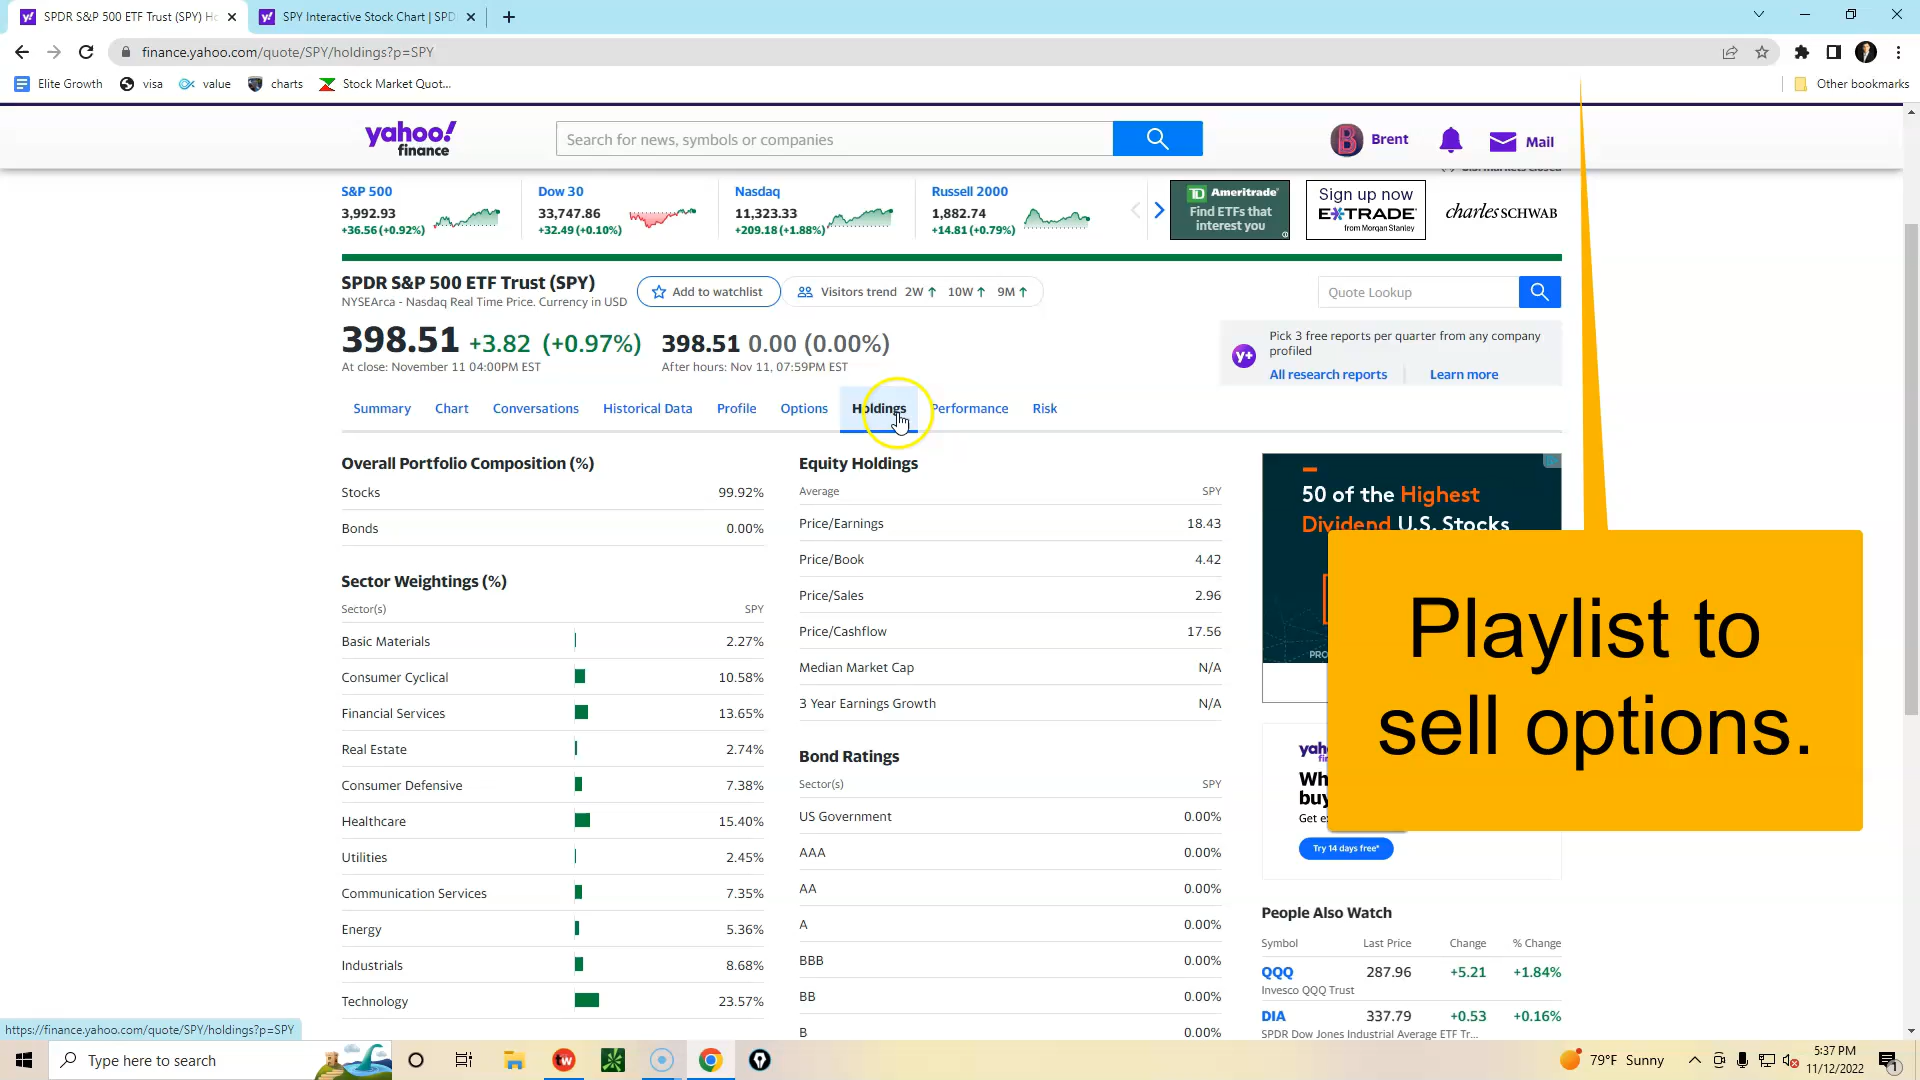 SPDR S&P 500 ETF Trust (SPY) Ho
SPY Interactive Stock Chart | SPD
finance.yahoo.com/quote/SPY/holdings?p=SPY
Elite Growth
visa
value
charts
Stock Market Quot...
Other bookmarks
yahoo!
finance
Search for news, symbols or companies
Brent
Mail
S&P 500
3,992.93
+36.56 (+0.92%)
Dow 30
33,747.86
+32.49 (+0.10%)
Nasdaq
11,323.33
+209.18 (+1.88%)
Russell 2000
1,882.74
+14.81 (+0.79%)
TD Ameritrade
Find ETFs that
interest you
Sign up now
E*TRADE
from Morgan Stanley
charles SCHWAB
SPDR S&P 500 ETF Trust (SPY)
NYSEArca - Nasdaq Real Time Price. Currency in USD
Add to watchlist
Visitors trend 2W 10W 9M
Quote Lookup
398.51 +3.82 (+0.97%)
At close: November 11 04:00PM EST
398.51 0.00 (0.00%)
After hours: Nov 11, 07:59PM EST
y+
Pick 3 free reports per quarter from any company
profiled
All research reports
Learn more
Summary
Chart
Conversations
Historical Data
Profile
Options
Holdings
Performance
Risk
Overall Portfolio Composition (%)
Stocks 99.92%
Bonds 0.00%
Sector Weightings (%)
Sector(s) SPY
Basic Materials 2.27%
Consumer Cyclical 10.58%
Financial Services 13.65%
Real Estate 2.74%
Consumer Defensive 7.38%
Healthcare 15.40%
Utilities 2.45%
Communication Services 7.35%
Energy 5.36%
Industrials 8.68%
Technology 23.57%
Equity Holdings
Average SPY
Price/Earnings 18.43
Price/Book 4.42
Price/Sales 2.96
Price/Cashflow 17.56
Median Market Cap N/A
3 Year Earnings Growth N/A
Bond Ratings
Sector(s) SPY
US Government 0.00%
AAA 0.00%
AA 0.00%
A 0.00%
BBB 0.00%
BB 0.00%
B 0.00%
50 of the Highest
Dividend U.S. Stocks
Playlist to
sell options.
Try 14 days free*
People Also Watch
Symbol Last Price Change % Change
QQQ 287.96 +5.21 +1.84%
Invesco QQQ Trust
DIA 337.79 +0.53 +0.16%
SPDR Dow Jones Industrial Average ETF Tr...
https://finance.yahoo.com/quote/SPY/holdings?p=SPY
Type here to search
tw
79°F Sunny
5:37 PM
11/12/2022
1